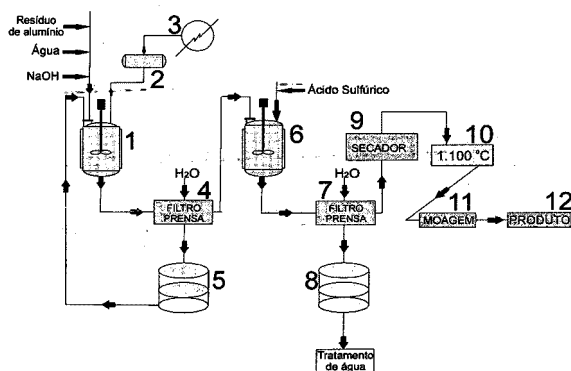 Resíduo
de alumínio
Água
NaOH
3
2
1
Ácido Sulfúrico
6
9
SECADOR
10
1.100 °C
H₂O
4
FILTRO
PRENSA
H₂O
7
FILTRO
PRENSA
11
MOAGEM
12
PRODUTO
5
8
Tratamento
de água